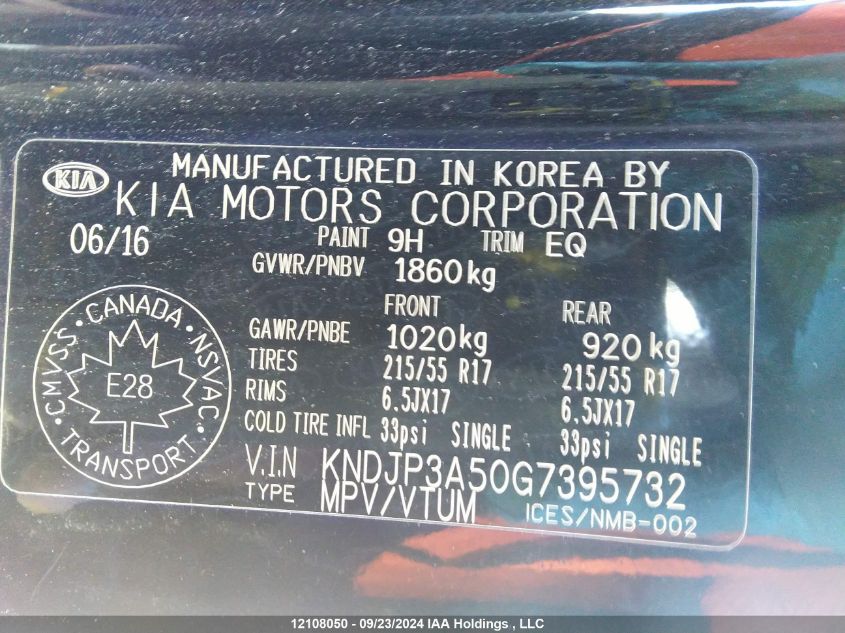 KIA
MANUFACTURED IN KOREA BY
KIA MOTORS CORPORATION
06/16 PAINT 9H TRIM EQ
GVWR/PNBV 1860kg
FRONT REAR
GAWR/PNBE 1020kg 920kg
TIRES 215/55 R17 215/55 R17
RIMS 6.5JX17 6.5JX17
COLD TIRE INFL 33psi SINGLE 33psi SINGLE
V.I.N KNDJP3A50G7395732
TYPE MPV/VTUM ICES/NMB-002
CMVSS · CANADA · NSVAC · TRANSPORT ·
E28
12108050 - 09/23/2024 IAA Holdings , LLC